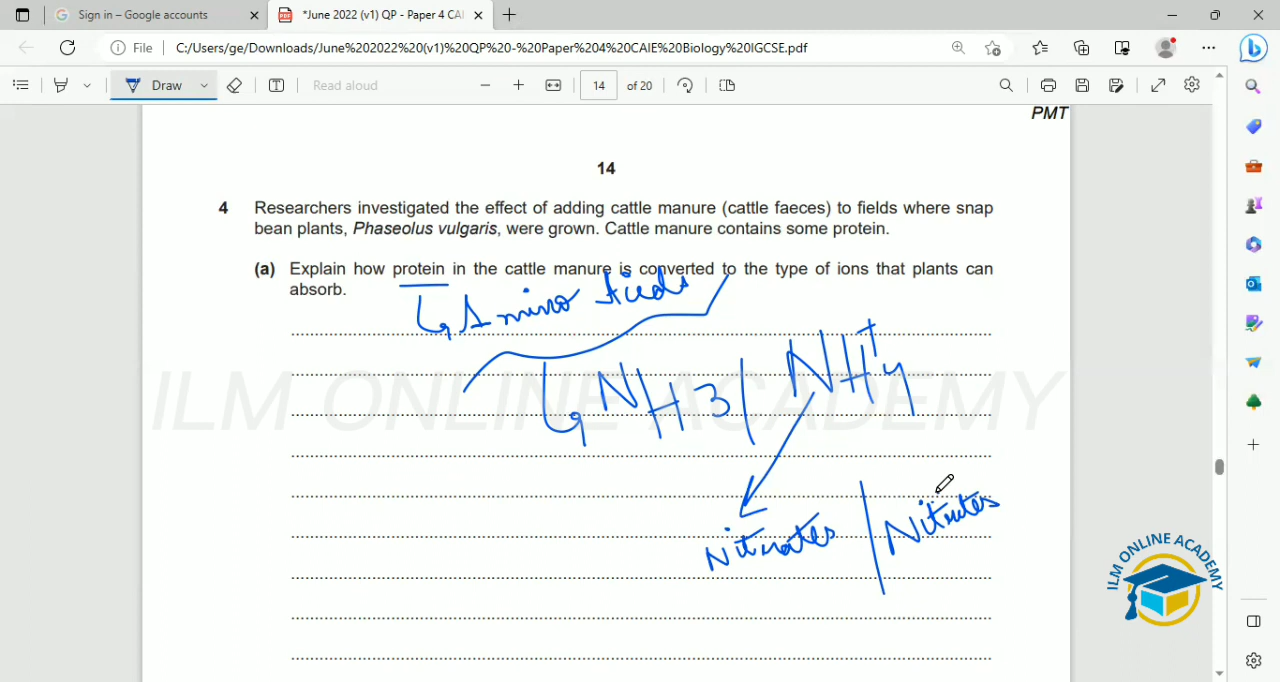 Sign in – Google accounts
*June 2022 (v1) QP - Paper 4 CAI
File
C:/Users/ge/Downloads/June%202022%20(v1)%20QP%20-%20Paper%204%20CAIE%20Biology%20IGCSE.pdf
Draw
Read aloud
14 of 20
PMT
14
4 Researchers investigated the effect of adding cattle manure (cattle faeces) to fields where snap
bean plants, Phaseolus vulgaris, were grown. Cattle manure contains some protein.
(a) Explain how protein in the cattle manure is converted to the type of ions that plants can
absorb.
Amino Acids
NH3 / NH4+
ILM ONLINE ACADEMY
Nitrates / Nitrites
ILM ONLINE ACADEMY